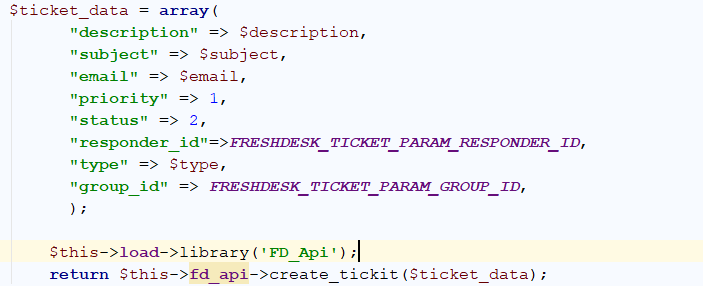 $ticket_data = array(
"description" => $description,
"subject" => $subject,
"email" => $email,
"priority" => 1,
"status" => 2,
"responder_id"=>FRESHDESK_TICKET_PARAM_RESPONDER_ID,
"type" => $type,
"group_id" => FRESHDESK_TICKET_PARAM_GROUP_ID,
);
$this->load->library('FD_Api');
return $this->fd_api->create_tickit($ticket_data);